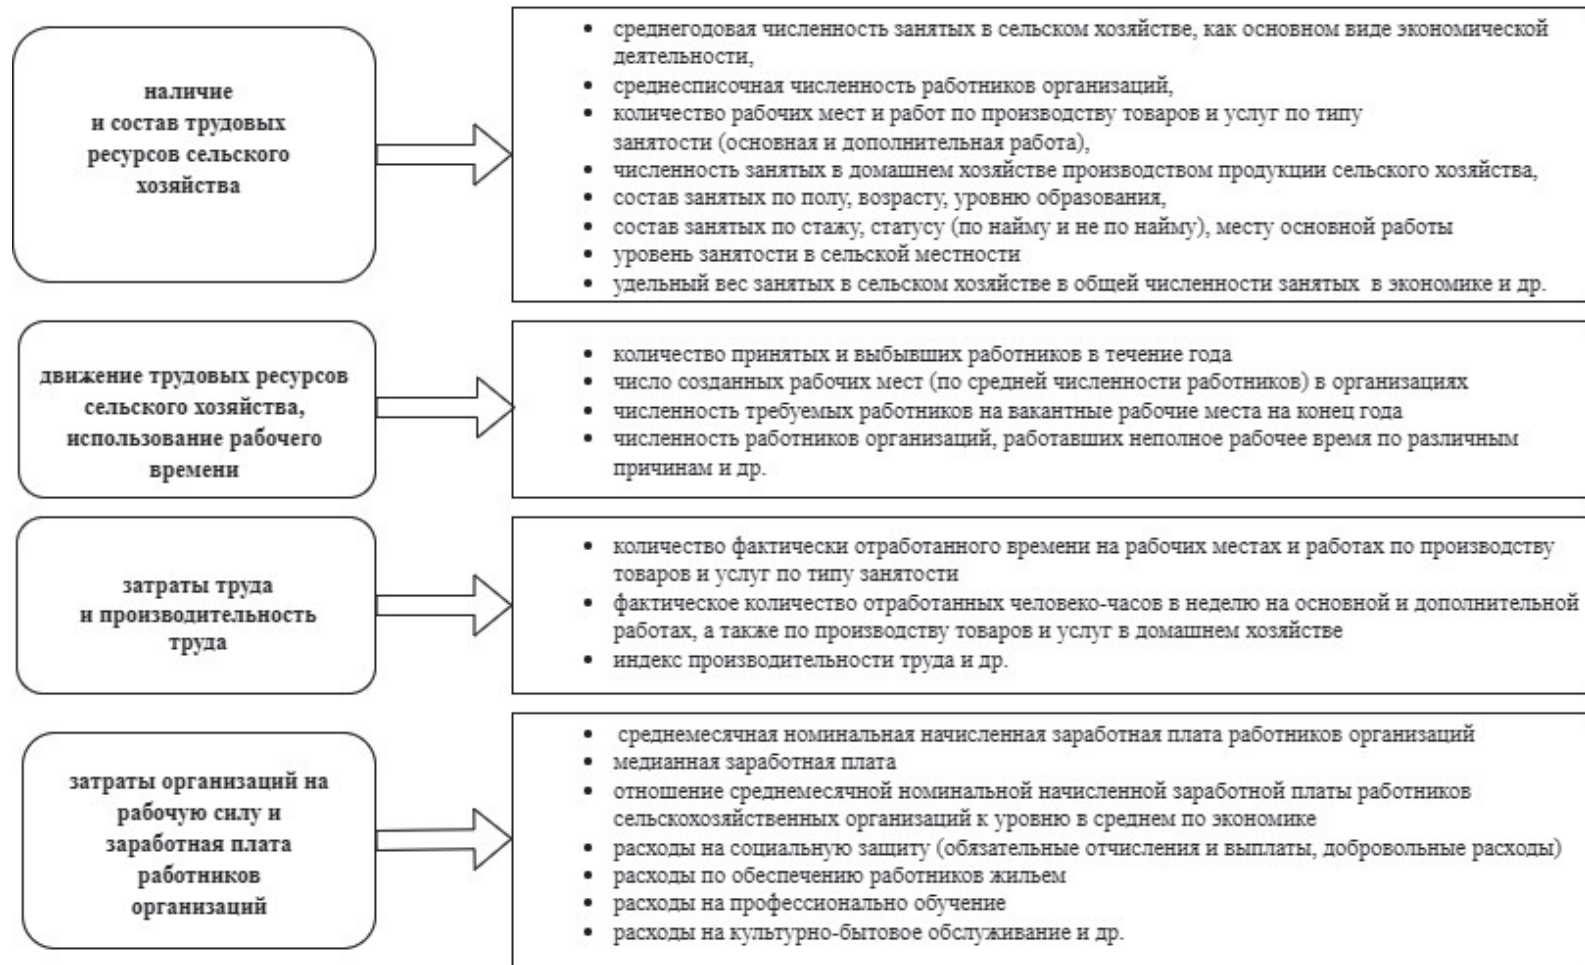 наличие
и состав трудовых
ресурсов сельского
хозяйства
• среднегодовая численность занятых в сельском хозяйстве, как основном виде экономической
деятельности,
• среднесписочная численность работников организаций,
• количество рабочих мест и работ по производству товаров и услуг по типу
занятости (основная и дополнительная работа),
• численность занятых в домашнем хозяйстве производством продукции сельского хозяйства,
• состав занятых по полу, возрасту, уровню образования,
• состав занятых по стажу, статусу (по найму и не по найму), месту основной работы
• уровень занятости в сельской местности
• удельный вес занятых в сельском хозяйстве в общей численности занятых в экономике и др.
движение трудовых ресурсов
сельского хозяйства,
использование рабочего
времени
• количество принятых и выбывших работников в течение года
• число созданных рабочих мест (по средней численности работников) в организациях
• численность требуемых работников на вакантные рабочие места на конец года
• численность работников организаций, работавших неполное рабочее время по различным
причинам и др.
затраты труда
и производительность
труда
• количество фактически отработанного времени на рабочих местах и работах по производству
товаров и услуг по типу занятости
• фактическое количество отработанных человеко-часов в неделю на основной и дополнительной
работах, а также по производству товаров и услуг в домашнем хозяйстве
• индекс производительности труда и др.
затраты организаций на
рабочую силу и
заработная плата
работников
организаций
• среднемесячная номинальная начисленная заработная плата работников организаций
• медианная заработная плата
• отношение среднемесячной номинальной начисленной заработной платы работников
сельскохозяйственных организаций к уровню в среднем по экономике
• расходы на социальную защиту (обязательные отчисления и выплаты, добровольные расходы)
• расходы по обеспечению работников жильем
• расходы на профессионально обучение
• расходы на культурно-бытовое обслуживание и др.